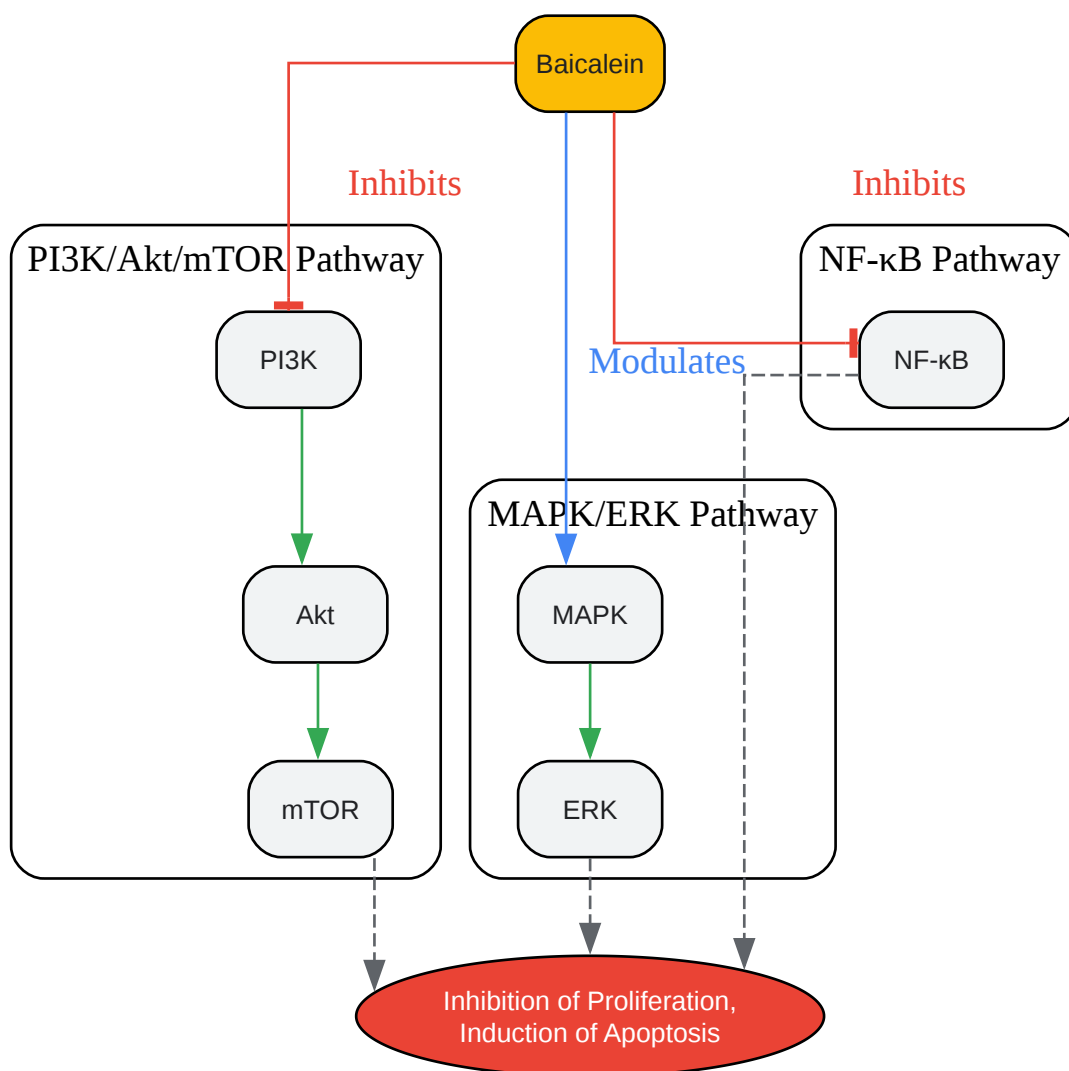 Baicalein
Inhibits
Inhibits
PI3K/Akt/mTOR Pathway
NF-κB Pathway
PI3K
Modulates
NF-κB
MAPK/ERK Pathway
Akt
MAPK
mTOR
ERK
Inhibition of Proliferation,
Induction of Apoptosis